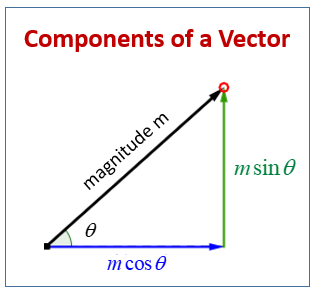 Components of a Vector
magnitude m
m sin θ
θ
m cos θ